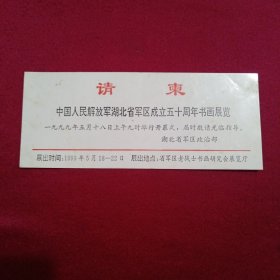 请 柬
中国人民解放军湖北省军区成立五十周年书画展览
一九九九年五月十八日上午九时举行开幕式，届时敬请光临指导。
湖北省军区政治部
展出时间：1999年5月18—22日 展出地点：省军区老战士书画研究会展览厅